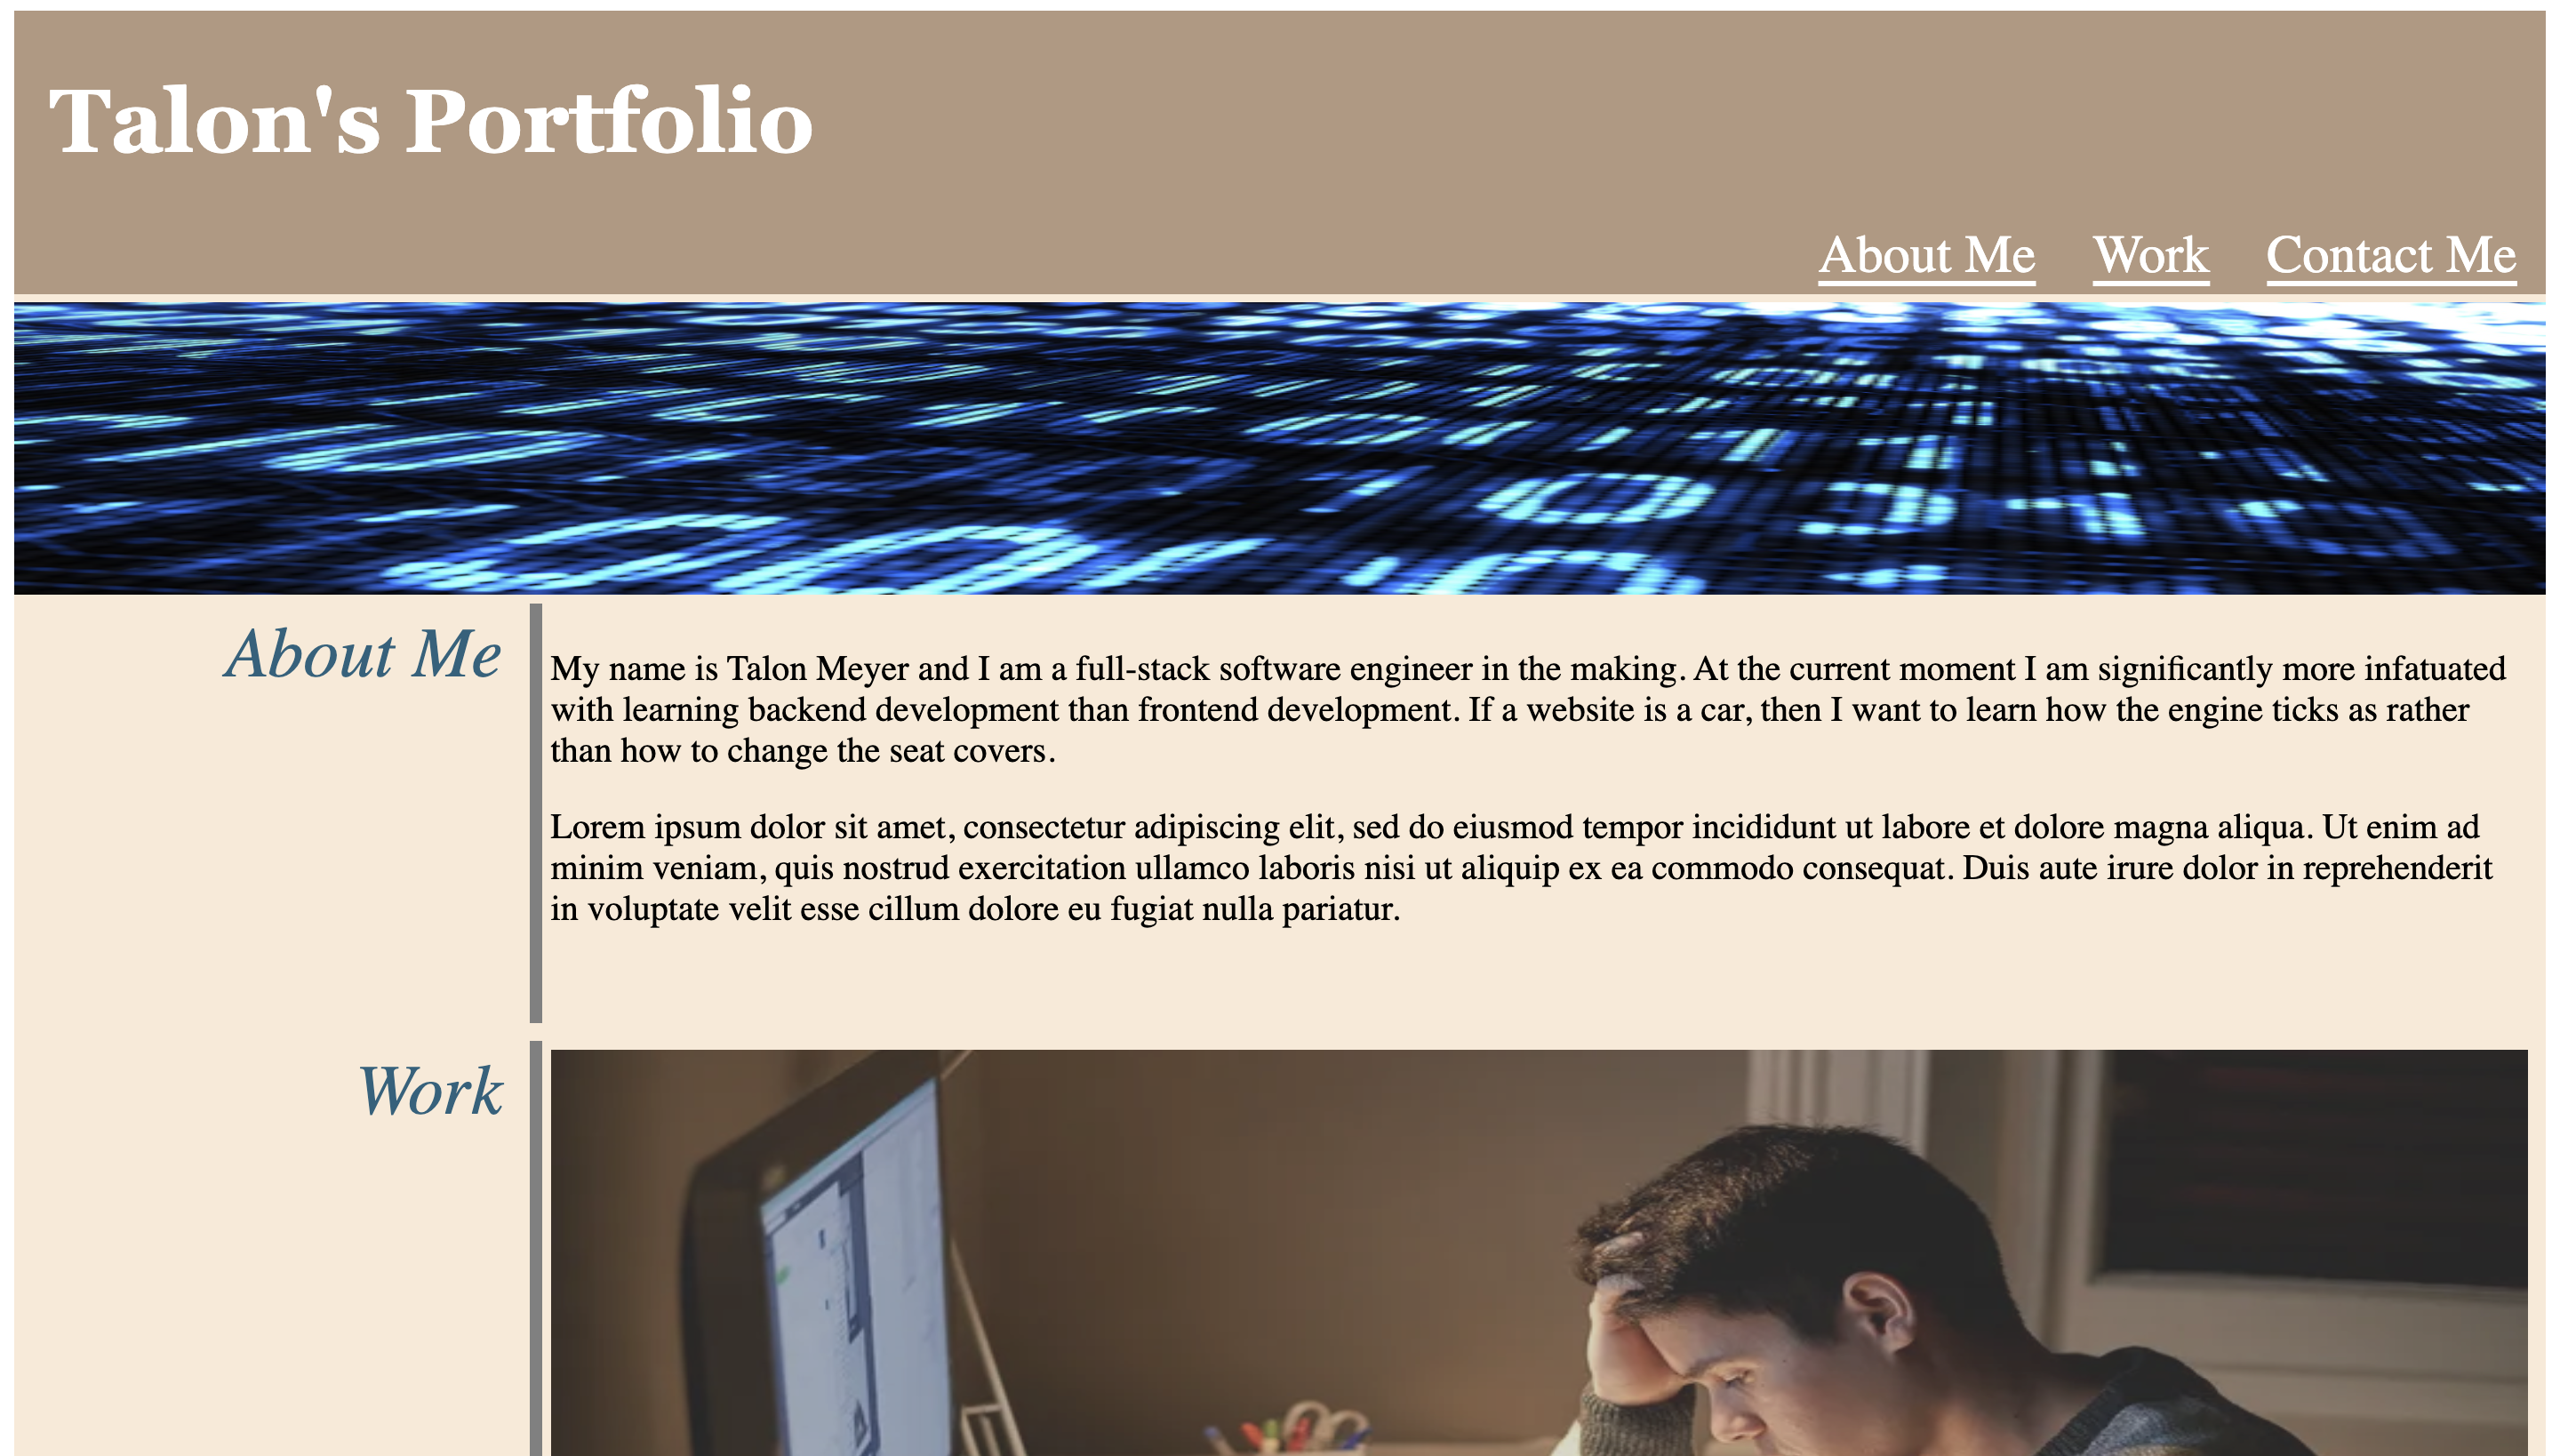 Talon's Portfolio
About Me Work Contact Me
About Me
My name is Talon Meyer and I am a full-stack software engineer in the making. At the current moment I am significantly more infatuated
with learning backend development than frontend development. If a website is a car, then I want to learn how the engine ticks as rather
than how to change the seat covers.
Lorem ipsum dolor sit amet, consectetur adipiscing elit, sed do eiusmod tempor incididunt ut labore et dolore magna aliqua. Ut enim ad
minim veniam, quis nostrud exercitation ullamco laboris nisi ut aliquip ex ea commodo consequat. Duis aute irure dolor in reprehenderit
in voluptate velit esse cillum dolore eu fugiat nulla pariatur.
Work